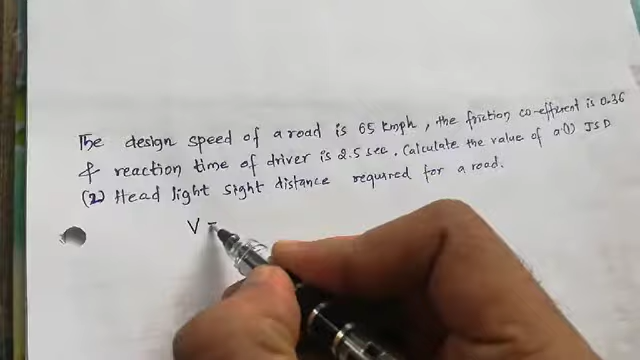 The design speed of a road is 65 kmph, the friction co-efficient is 0.36
& reaction time of driver is 2.5 sec. Calculate the value of a (1) SSD
(2) Head light sight distance required for a road.
V =